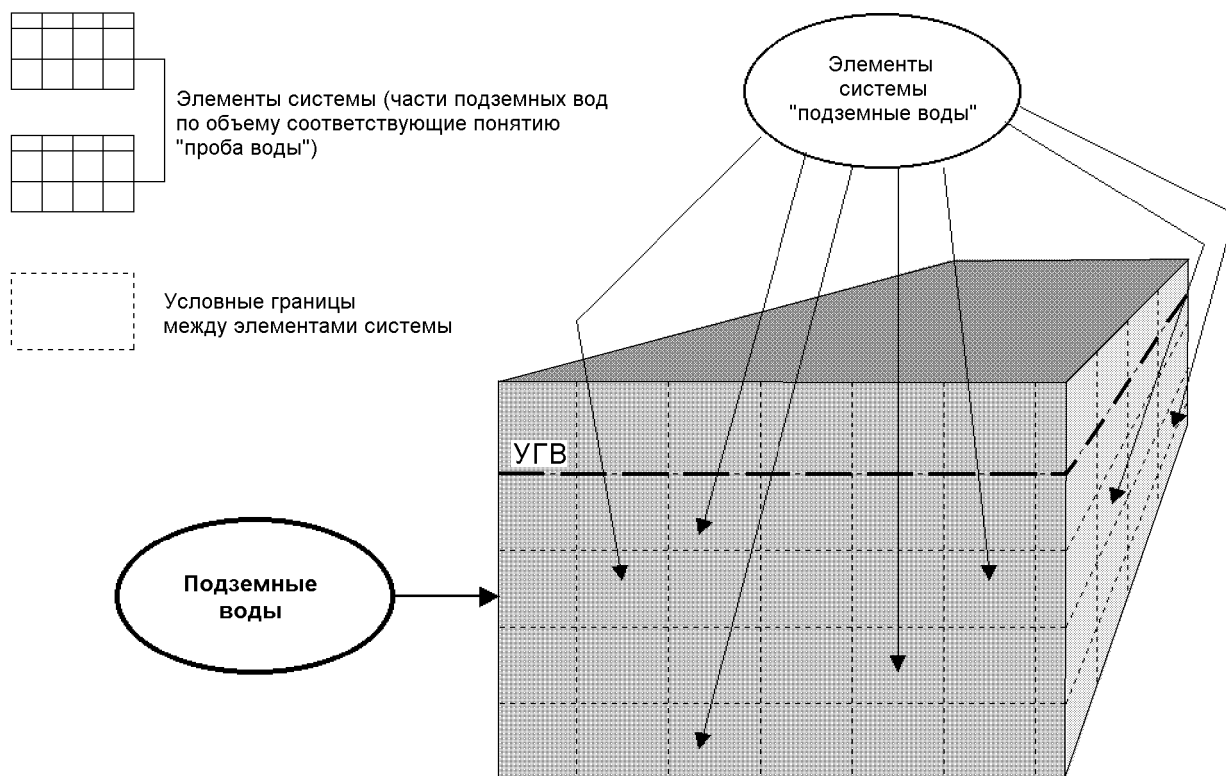 Элементы системы (части подземных вод
по объему соответствующие понятию
"проба воды")
Условные границы
между элементами системы
Элементы
системы
"подземные воды"
УГВ
Подземные
воды